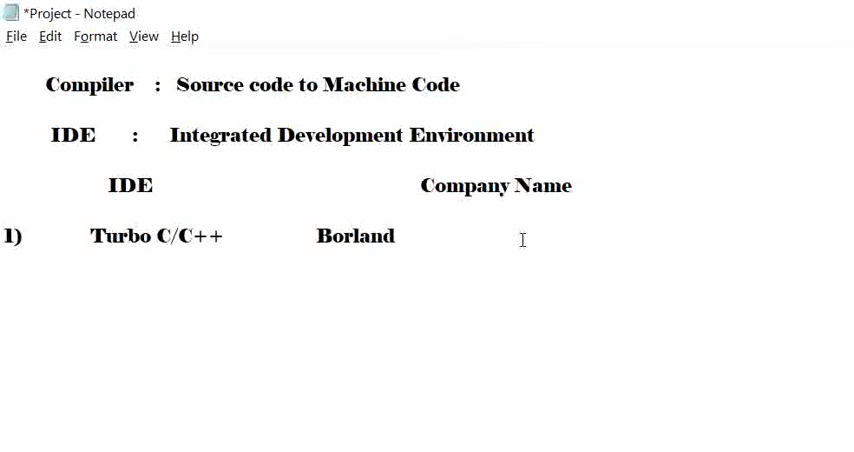 *Project - Notepad
File Edit Format View Help
Compiler : Source code to Machine Code
IDE : Integrated Development Environment
IDE Company Name
1) Turbo C/C++ Borland